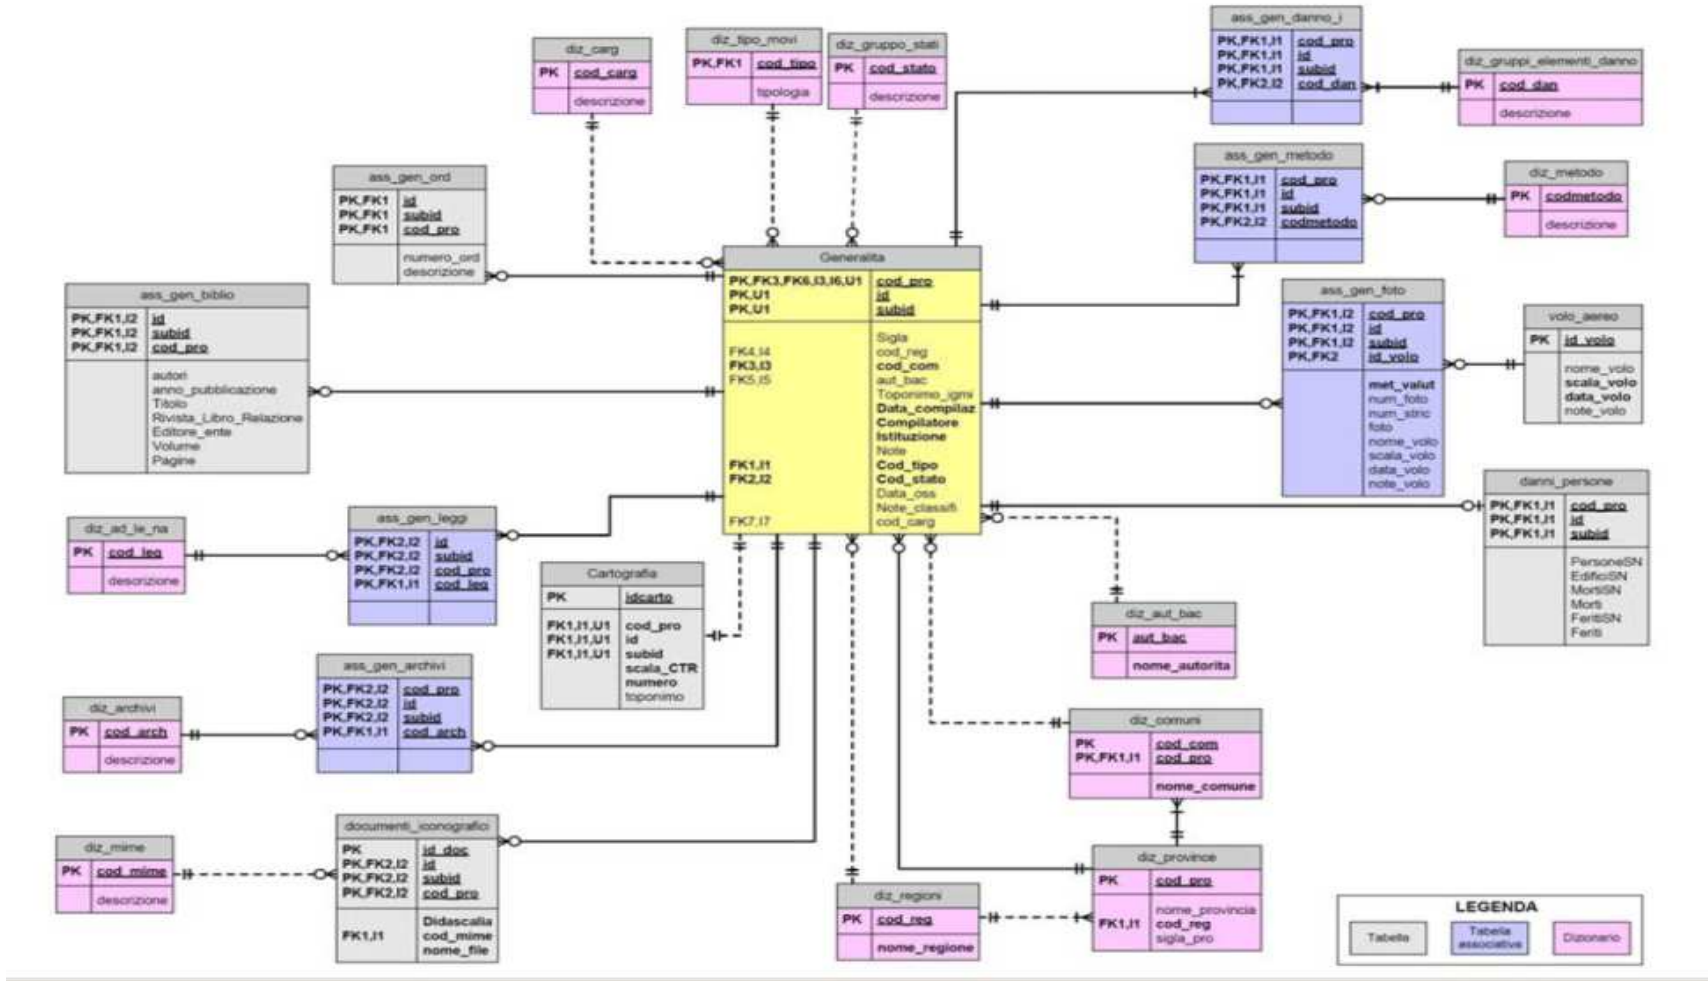 diz_carg
PK cod_carg
descrizione
diz_tipo_movi
PK,FK1 cod_tipo
tipologia
diz_gruppo_stati
PK cod_stato
descrizione
ass_gen_danno_i
PK,FK1,I1 cod_pro
PK,FK1,I1 id
PK,FK1,I1 subid
PK,FK2,I2 cod_dan
diz_gruppi_elementi_danno
PK cod_dan
descrizione
ass_gen_ord
PK,FK1 id
PK,FK1 subid
PK,FK1 cod_pro
numero_ord
descrizione
ass_gen_metodo
PK,FK1,I1 cod_pro
PK,FK1,I1 id
PK,FK1,I1 subid
PK,FK2,I2 codmetodo
diz_metodo
PK codmetodo
descrizione
ass_gen_biblio
PK,FK1,I2 id
PK,FK1,I2 subid
PK,FK1,I2 cod_pro
autori
anno_pubblicazione
Titolo
Rivista_Libro_Relazione
Editore_ente
Volume
Pagine
Generalita
PK,FK3,FK6,I3,I6,U1 cod_pro
PK,U1 id
PK,U1 subid
Sigla
FK4,I4 cod_reg
FK3,I3 cod_com
FK5,I5 aut_bac
Toponimo_igmi
Data_compilaz
Compilatore
Istituzione
Note
FK1,I1 Cod_tipo
FK2,I2 Cod_stato
Data_oss
Note_classifi
FK7,I7 cod_carg
ass_gen_foto
PK,FK1,I2 cod_pro
PK,FK1,I2 id
PK,FK1,I2 subid
PK,FK2 id_volo
met_valut
num_foto
num_stric
foto
nome_volo
scala_volo
data_volo
note_volo
volo_aereo
PK id_volo
nome_volo
scala_volo
data_volo
note_volo
danni_persone
PK,FK1,I1 cod_pro
PK,FK1,I1 id
PK,FK1,I1 subid
PersoneSN
EdificiSN
MortiSN
Morti
FeritiSN
Feriti
diz_ad_le_na
PK cod_leg
descrizione
ass_gen_leggi
PK,FK2,I2 id
PK,FK2,I2 subid
PK,FK2,I2 cod_pro
PK,FK1,I1 cod_leg
Cartografia
PK idcarto
FK1,I1,U1 cod_pro
FK1,I1,U1 id
FK1,I1,U1 subid
scala_CTR
numero
toponimo
diz_aut_bac
PK aut_bac
nome_autorita
diz_archivi
PK cod_arch
descrizione
ass_gen_archivi
PK,FK2,I2 cod_pro
PK,FK2,I2 id
PK,FK2,I2 subid
PK,FK1,I1 cod_arch
diz_comuni
PK cod_com
PK,FK1,I1 cod_pro
nome_comune
diz_mime
PK cod_mime
descrizione
documenti_iconografici
PK id_doc
PK,FK2,I2 id
PK,FK2,I2 subid
PK,FK2,I2 cod_pro
Didascalia
FK1,I1 cod_mime
nome_file
diz_regioni
PK cod_reg
nome_regione
diz_province
PK cod_pro
nome_provincia
FK1,I1 cod_reg
sigla_pro
LEGENDA
Tabella
Tabella
associativa
Dizionario